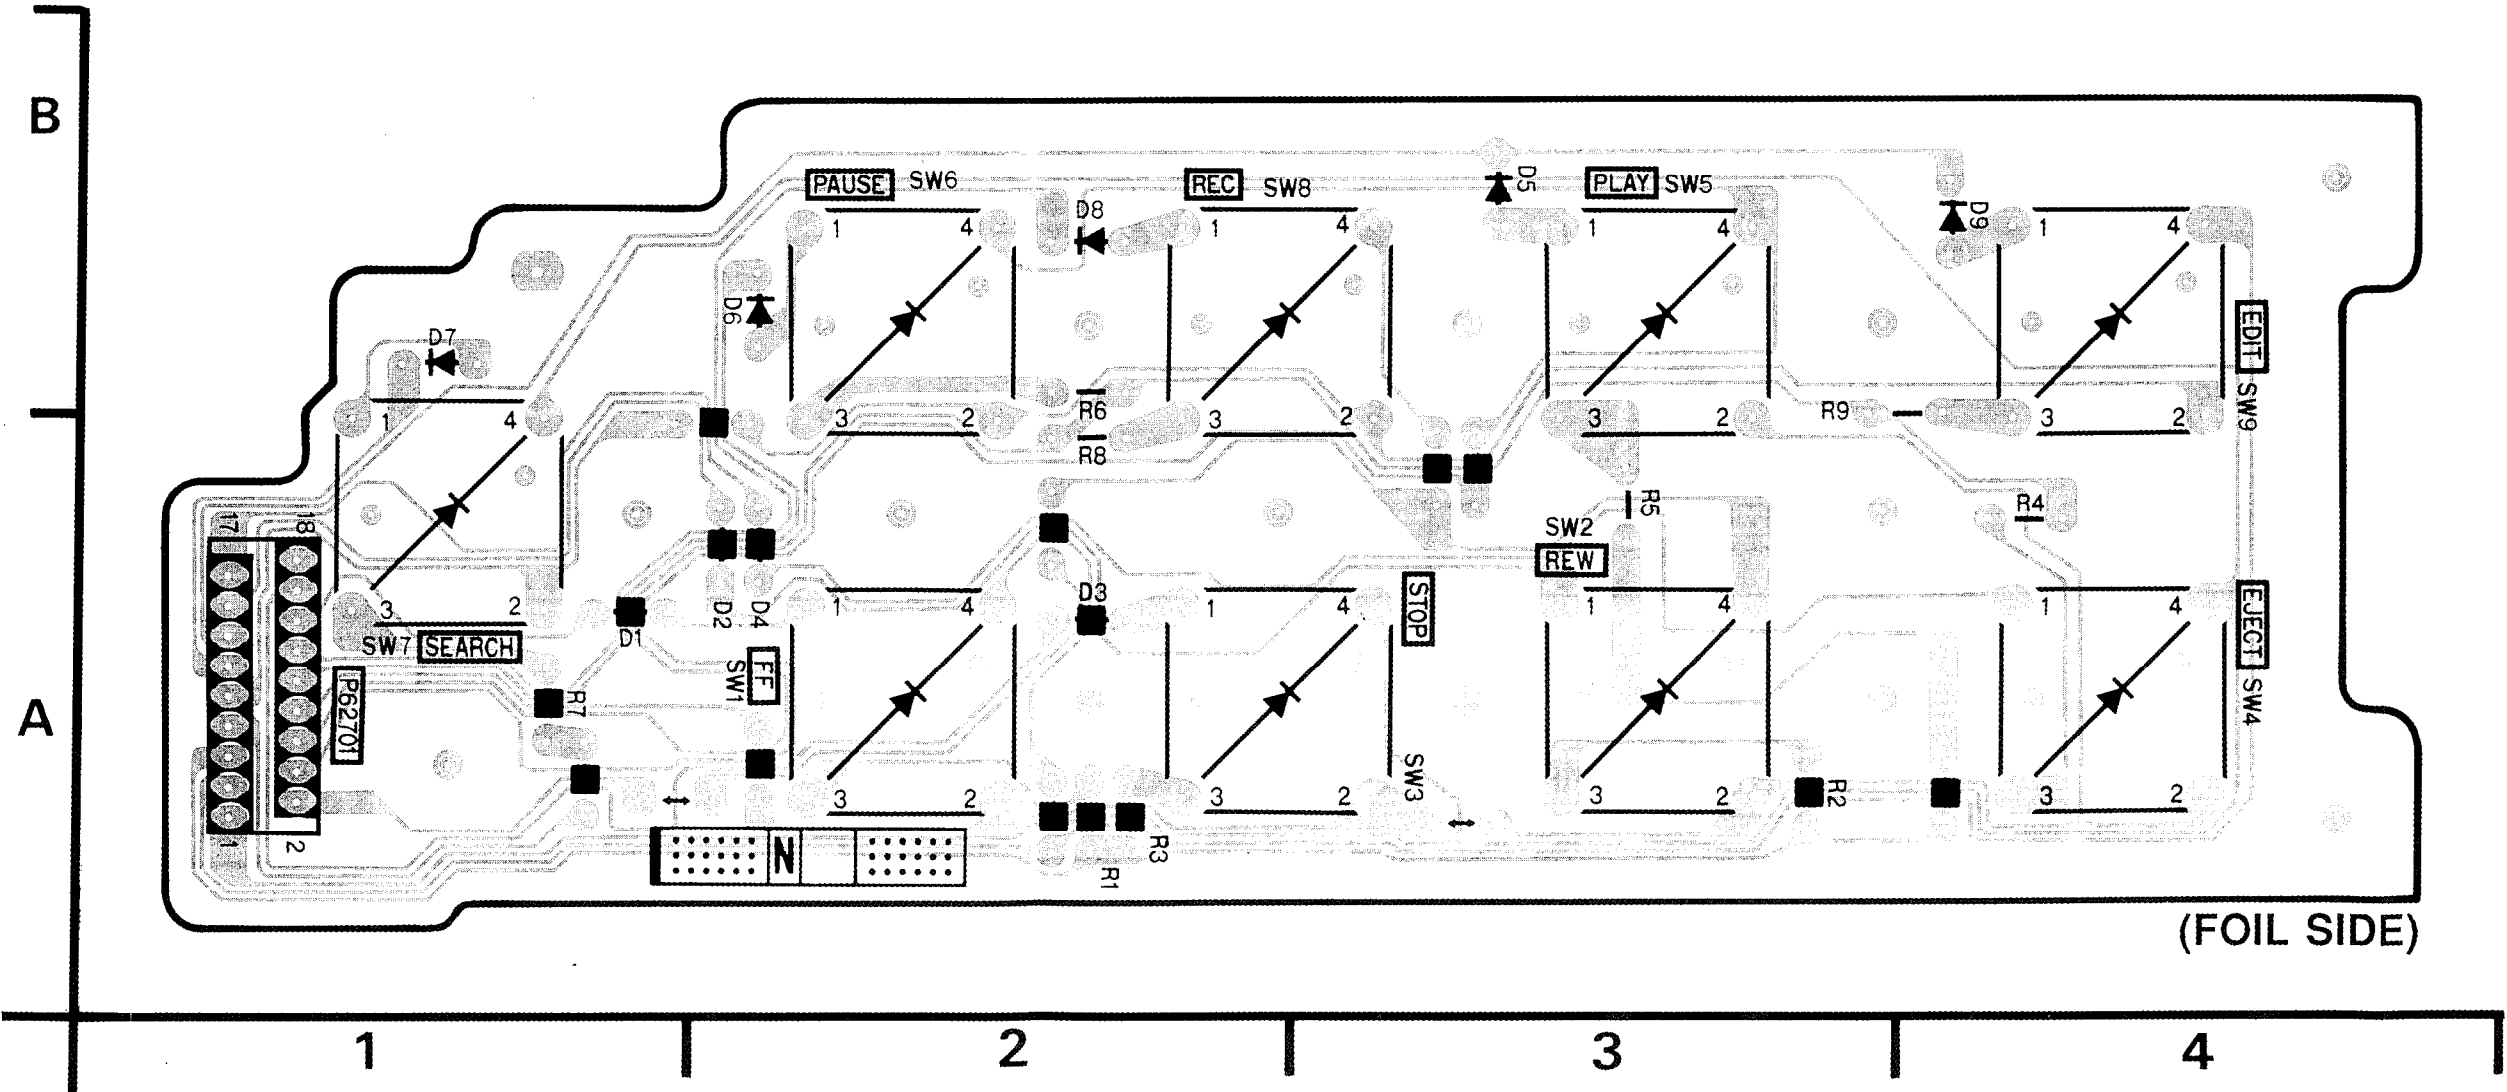 B
PAUSE SW6
REC SW8
D5
PLAY SW5
D8
D9
1 4
1 4
1 4
1 4
D6
D7
EDIT SW9
1 4
3 2
R6
3 2
3 2
R9
3 2
R8
17 18
R5
R4
SW2
REW
STOP
EJECT SW4
D3
3 2
D1
D2
D4
1 4
1 4
1 4
1 4
SW7 SEARCH
FF
SW1
P62701
R7
A
SW3
3 2
3 2
3 2
R2
3 2
1 2
N
R3
R1
(FOIL SIDE)
1 2 3 4